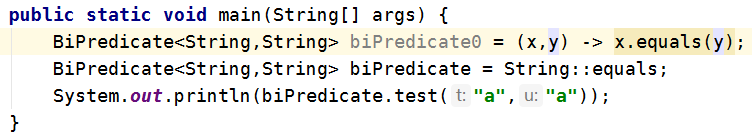 public static void main(String[] args) {
BiPredicate<String,String> biPredicate0 = (x,y) -> x.equals(y);
BiPredicate<String,String> biPredicate = String::equals;
System.out.println(biPredicate.test( t: "a", u: "a"));
}